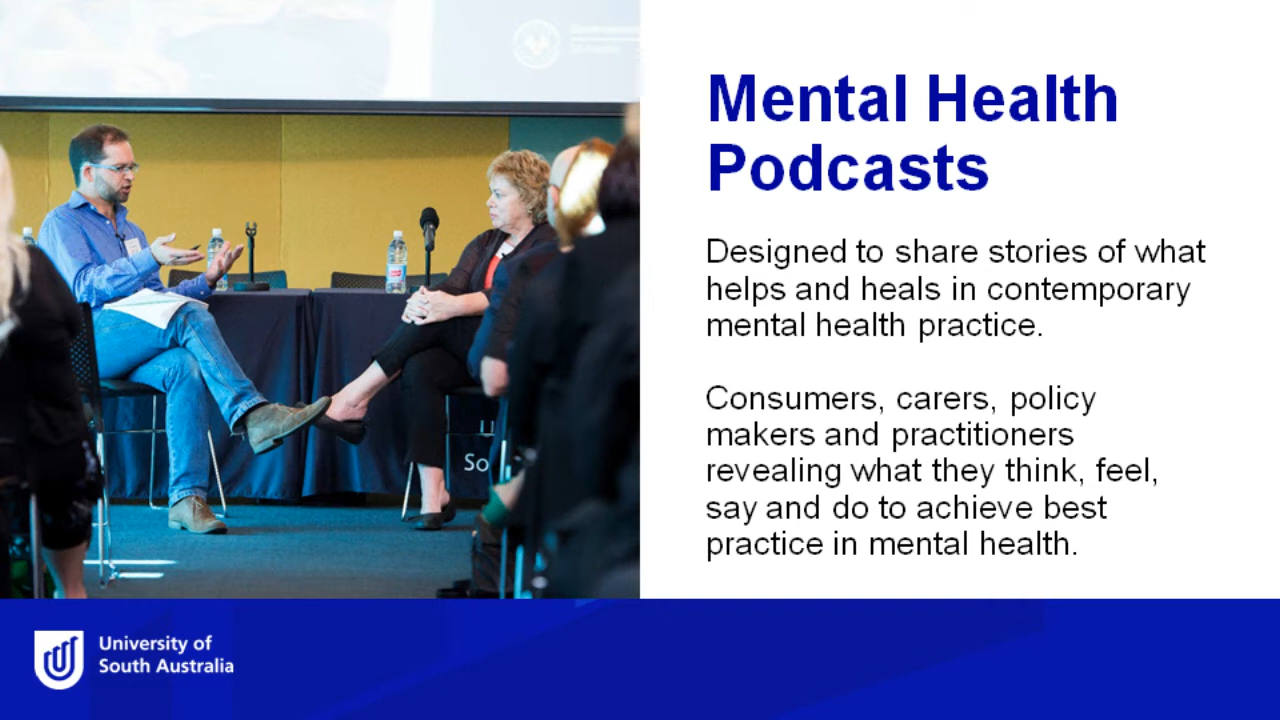 Mental Health
Podcasts
Designed to share stories of what
helps and heals in contemporary
mental health practice.
Consumers, carers, policy
makers and practitioners
revealing what they think, feel,
say and do to achieve best
practice in mental health.
So
University of
South Australia